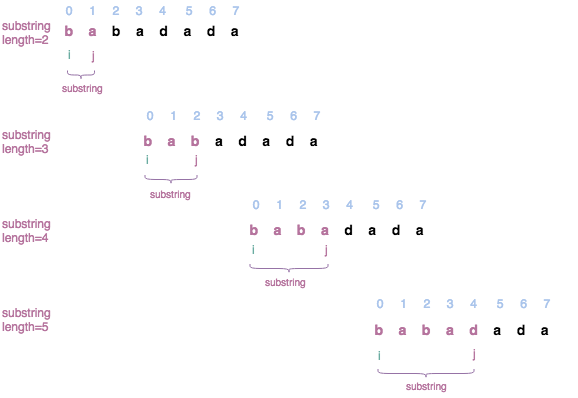 0 1 2 3 4 5 6 7
substring
length=2
b a b a d a d a
i j
substring
0 1 2 3 4 5 6 7
substring
length=3
b a b a d a d a
i j
substring
0 1 2 3 4 5 6 7
substring
length=4
b a b a d a d a
i j
substring
0 1 2 3 4 5 6 7
substring
length=5
b a b a d a d a
i j
substring